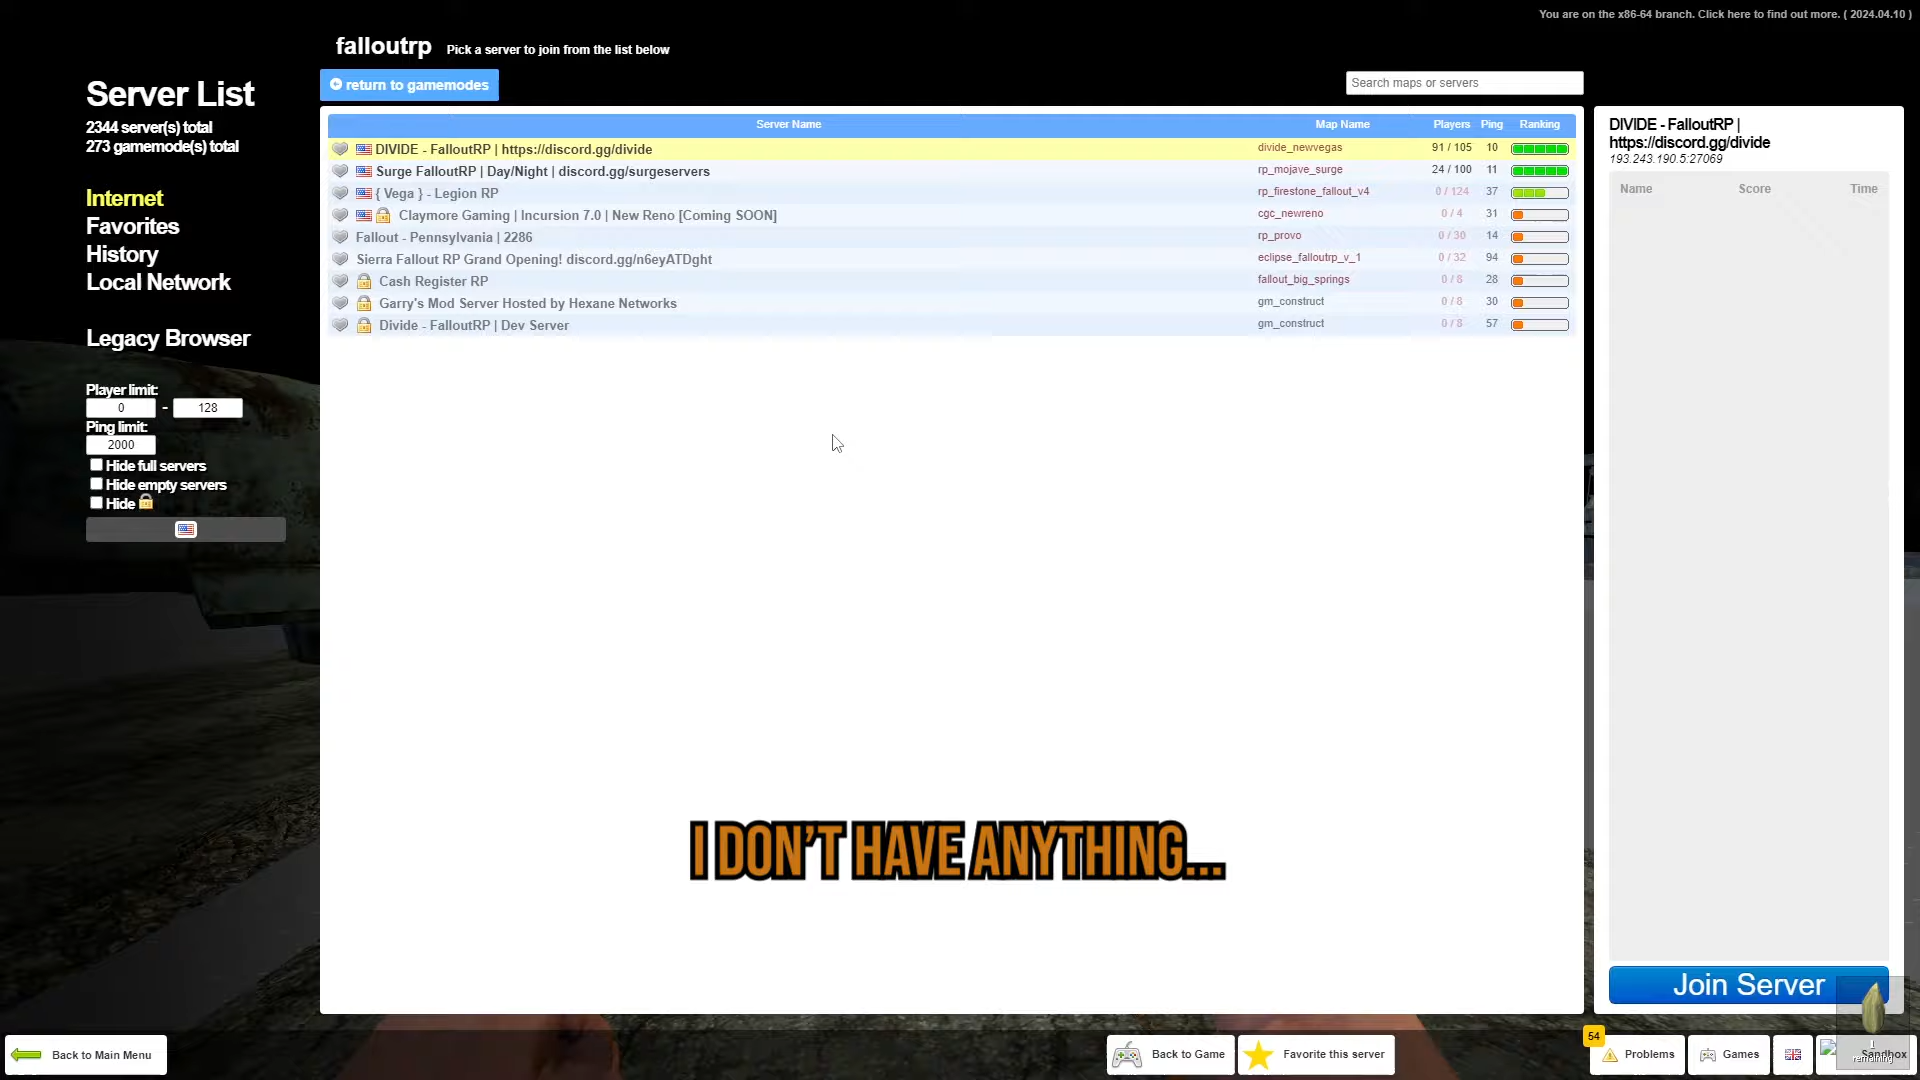 You are on the x86-64 branch. Click here to find out more. ( 2024.04.10 )
falloutrp Pick a server to join from the list below
return to gamemodes
Search maps or servers
Server List
2344 server(s) total
273 gamemode(s) total
Internet
Favorites
History
Local Network
Legacy Browser
Player limit:
0 - 128
Ping limit:
2000
Hide full servers
Hide empty servers
Hide
Server Name Map Name Players Ping Ranking
DIVIDE - FalloutRP | https://discord.gg/divide divide_newvegas 91 / 105 10
Surge FalloutRP | Day/Night | discord.gg/surgeservers rp_mojave_surge 24 / 100 11
{ Vega } - Legion RP rp_firestone_fallout_v4 0 / 124 37
Claymore Gaming | Incursion 7.0 | New Reno [Coming SOON] cgc_newreno 0 / 4 31
Fallout - Pennsylvania | 2286 rp_provo 0 / 30 14
Sierra Fallout RP Grand Opening! discord.gg/n6eyATDght eclipse_falloutrp_v_1 0 / 32 94
Cash Register RP fallout_big_springs 0 / 8 28
Garry's Mod Server Hosted by Hexane Networks gm_construct 0 / 8 30
Divide - FalloutRP | Dev Server gm_construct 0 / 8 57
DIVIDE - FalloutRP |
https://discord.gg/divide
193.243.190.5:27069
Name Score Time
I DON'T HAVE ANYTHING...
Join Server
Back to Main Menu
Back to Game
Favorite this server
54
Problems
Games
Sandbox
1
remaining